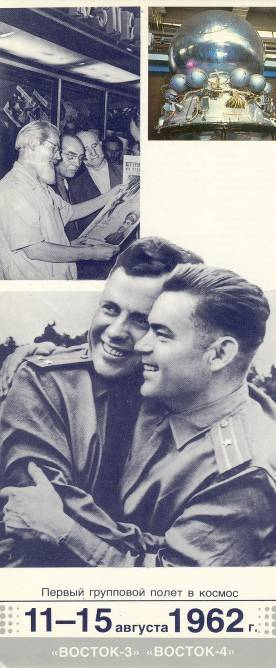 Первый групповой полет в космос
11–15 августа 1962 г.
«ВОСТОК-3» «ВОСТОК-4»